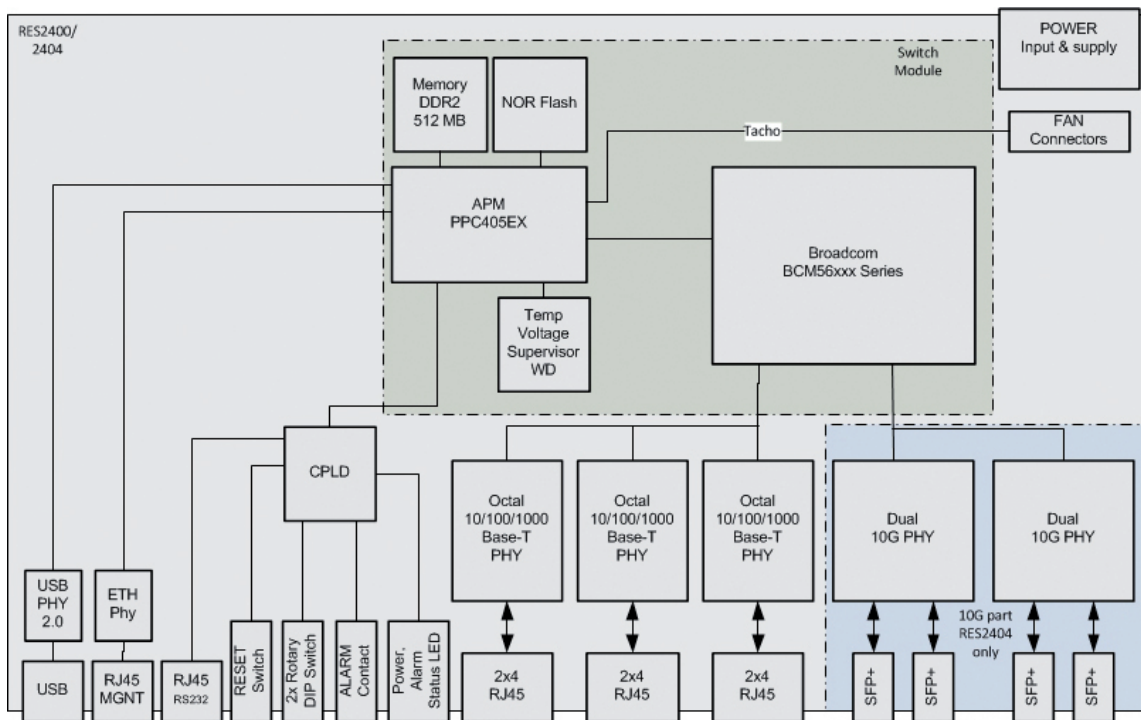 RES2400/
2404
POWER
Input & supply
Switch
Module
Memory
DDR2
512 MB
NOR Flash
Tacho
FAN
Connectors
APM
PPC405EX
Broadcom
BCM56xxx Series
Temp
Voltage
Supervisor
WD
CPLD
Octal
10/100/1000
Base-T
PHY
Octal
10/100/1000
Base-T
PHY
Octal
10/100/1000
Base-T
PHY
Dual
10G PHY
Dual
10G PHY
USB
PHY
2.0
ETH
Phy
10G part
RES2404
only
USB
RJ45
MGNT
RJ45
RS232
RESET
Switch
2x Rotary
DIP Switch
ALARM
Contact
Power,
Alarm
Status LED
2x4
RJ45
2x4
RJ45
2x4
RJ45
SFP+
SFP+
SFP+
SFP+